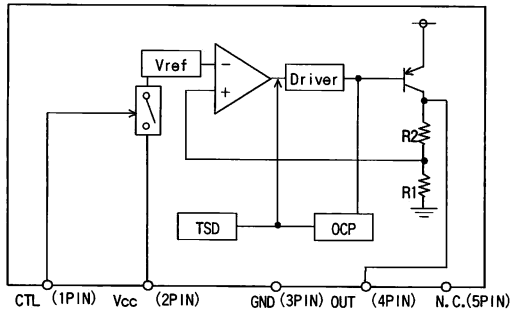 Vref
−
+
Driver
R2
R1
TSD
OCP
CTL (1PIN) Vcc (2PIN) GND (3PIN) OUT (4PIN) N.C.(5PIN)